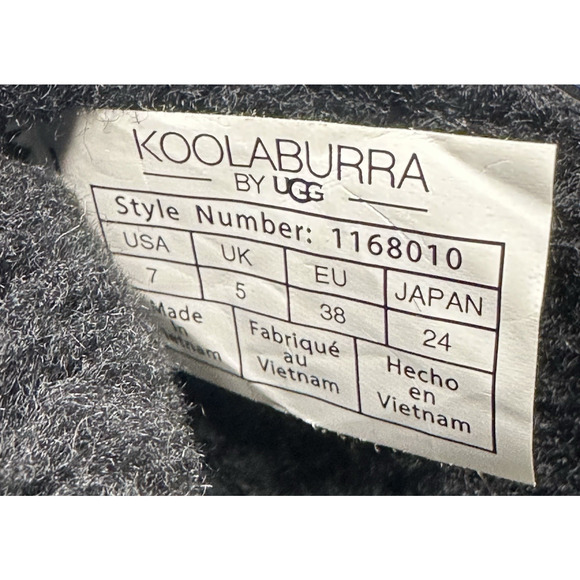 KOOLABURRA
BY UGG
Style Number: 1168010
USA UK EU JAPAN
7 5 38 24
Made in Vietnam
Fabriqué au Vietnam
Hecho en Vietnam